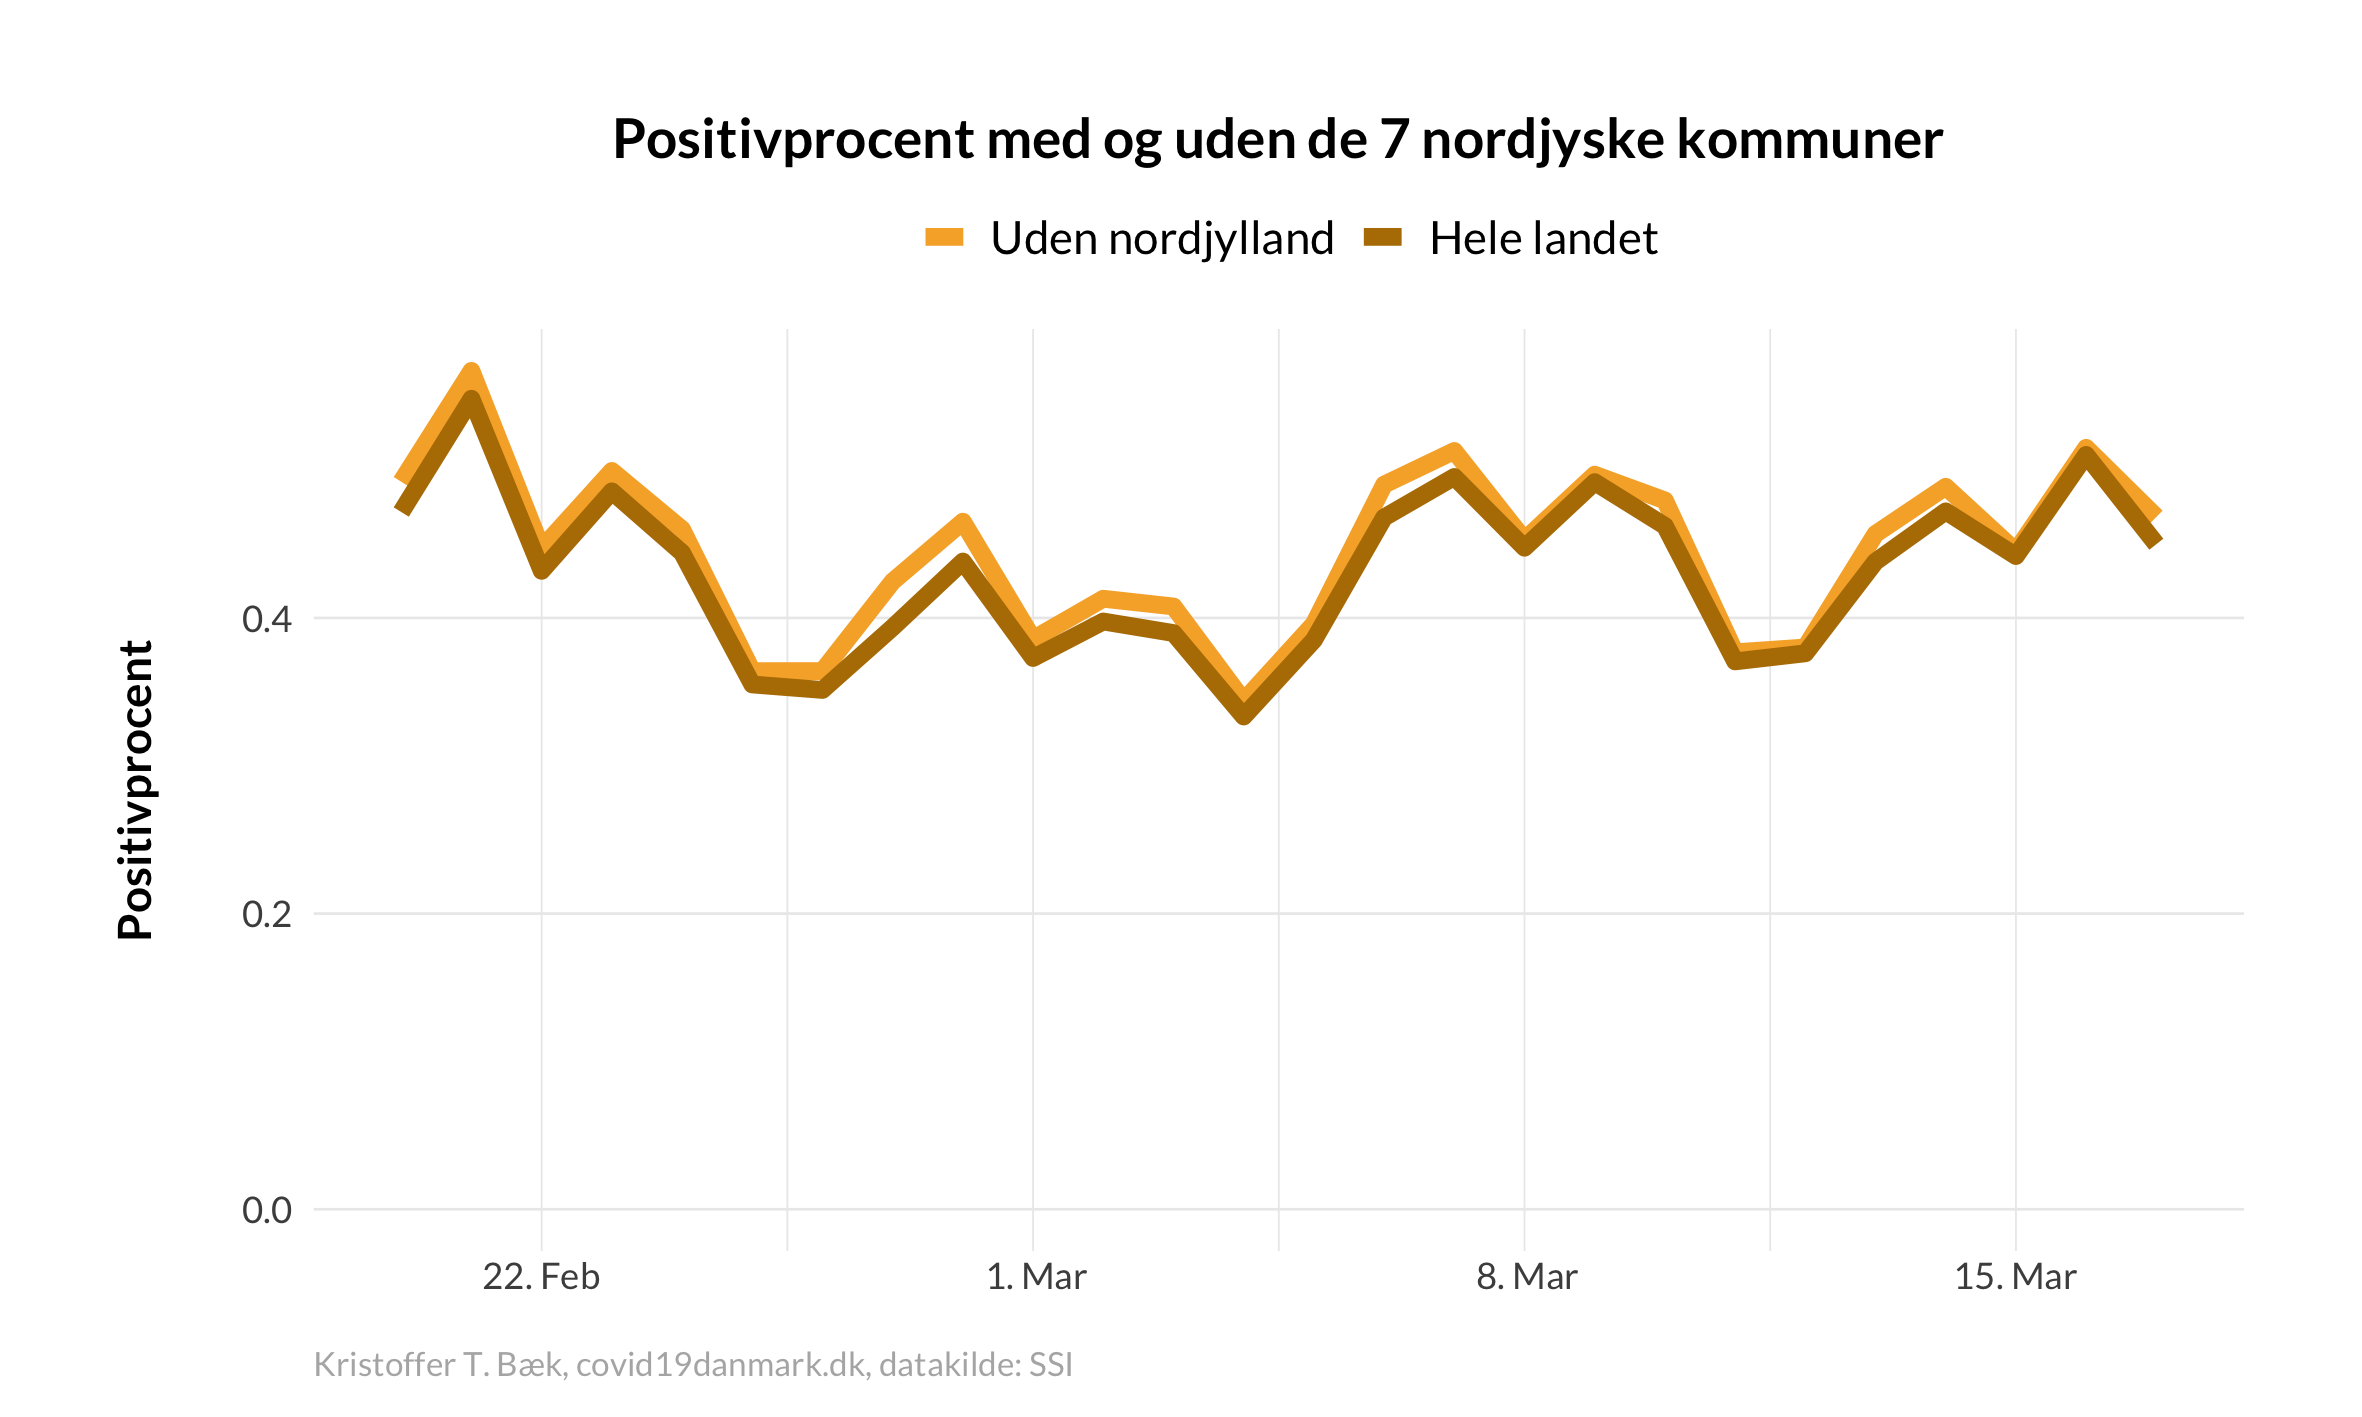 Positivprocent med og uden de 7 nordjyske kommuner
Uden nordjylland Hele landet
Positivprocent
0.4
0.2
0.0
22. Feb 1. Mar 8. Mar 15. Mar
Kristoffer T. Bæk, covid19danmark.dk, datakilde: SSI